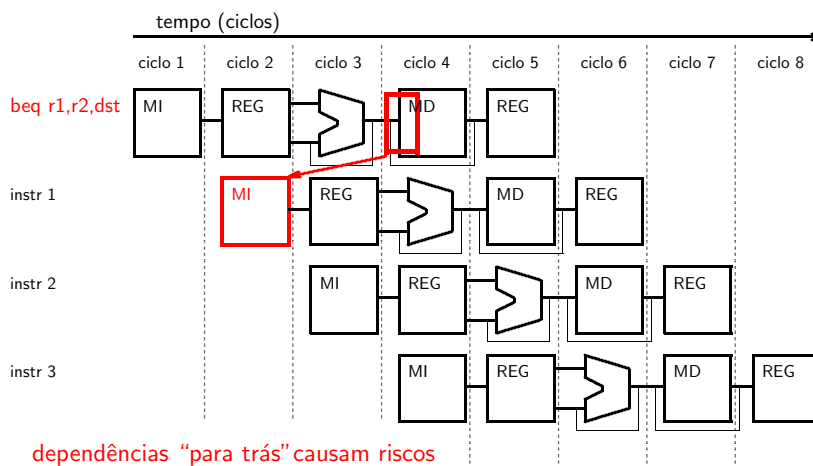 tempo (ciclos)
ciclo 1 ciclo 2 ciclo 3 ciclo 4 ciclo 5 ciclo 6 ciclo 7 ciclo 8
beq r1,r2,dst MI REG MD REG
instr 1 MI REG MD REG
instr 2 MI REG MD REG
instr 3 MI REG MD REG
dependências “para trás” causam riscos